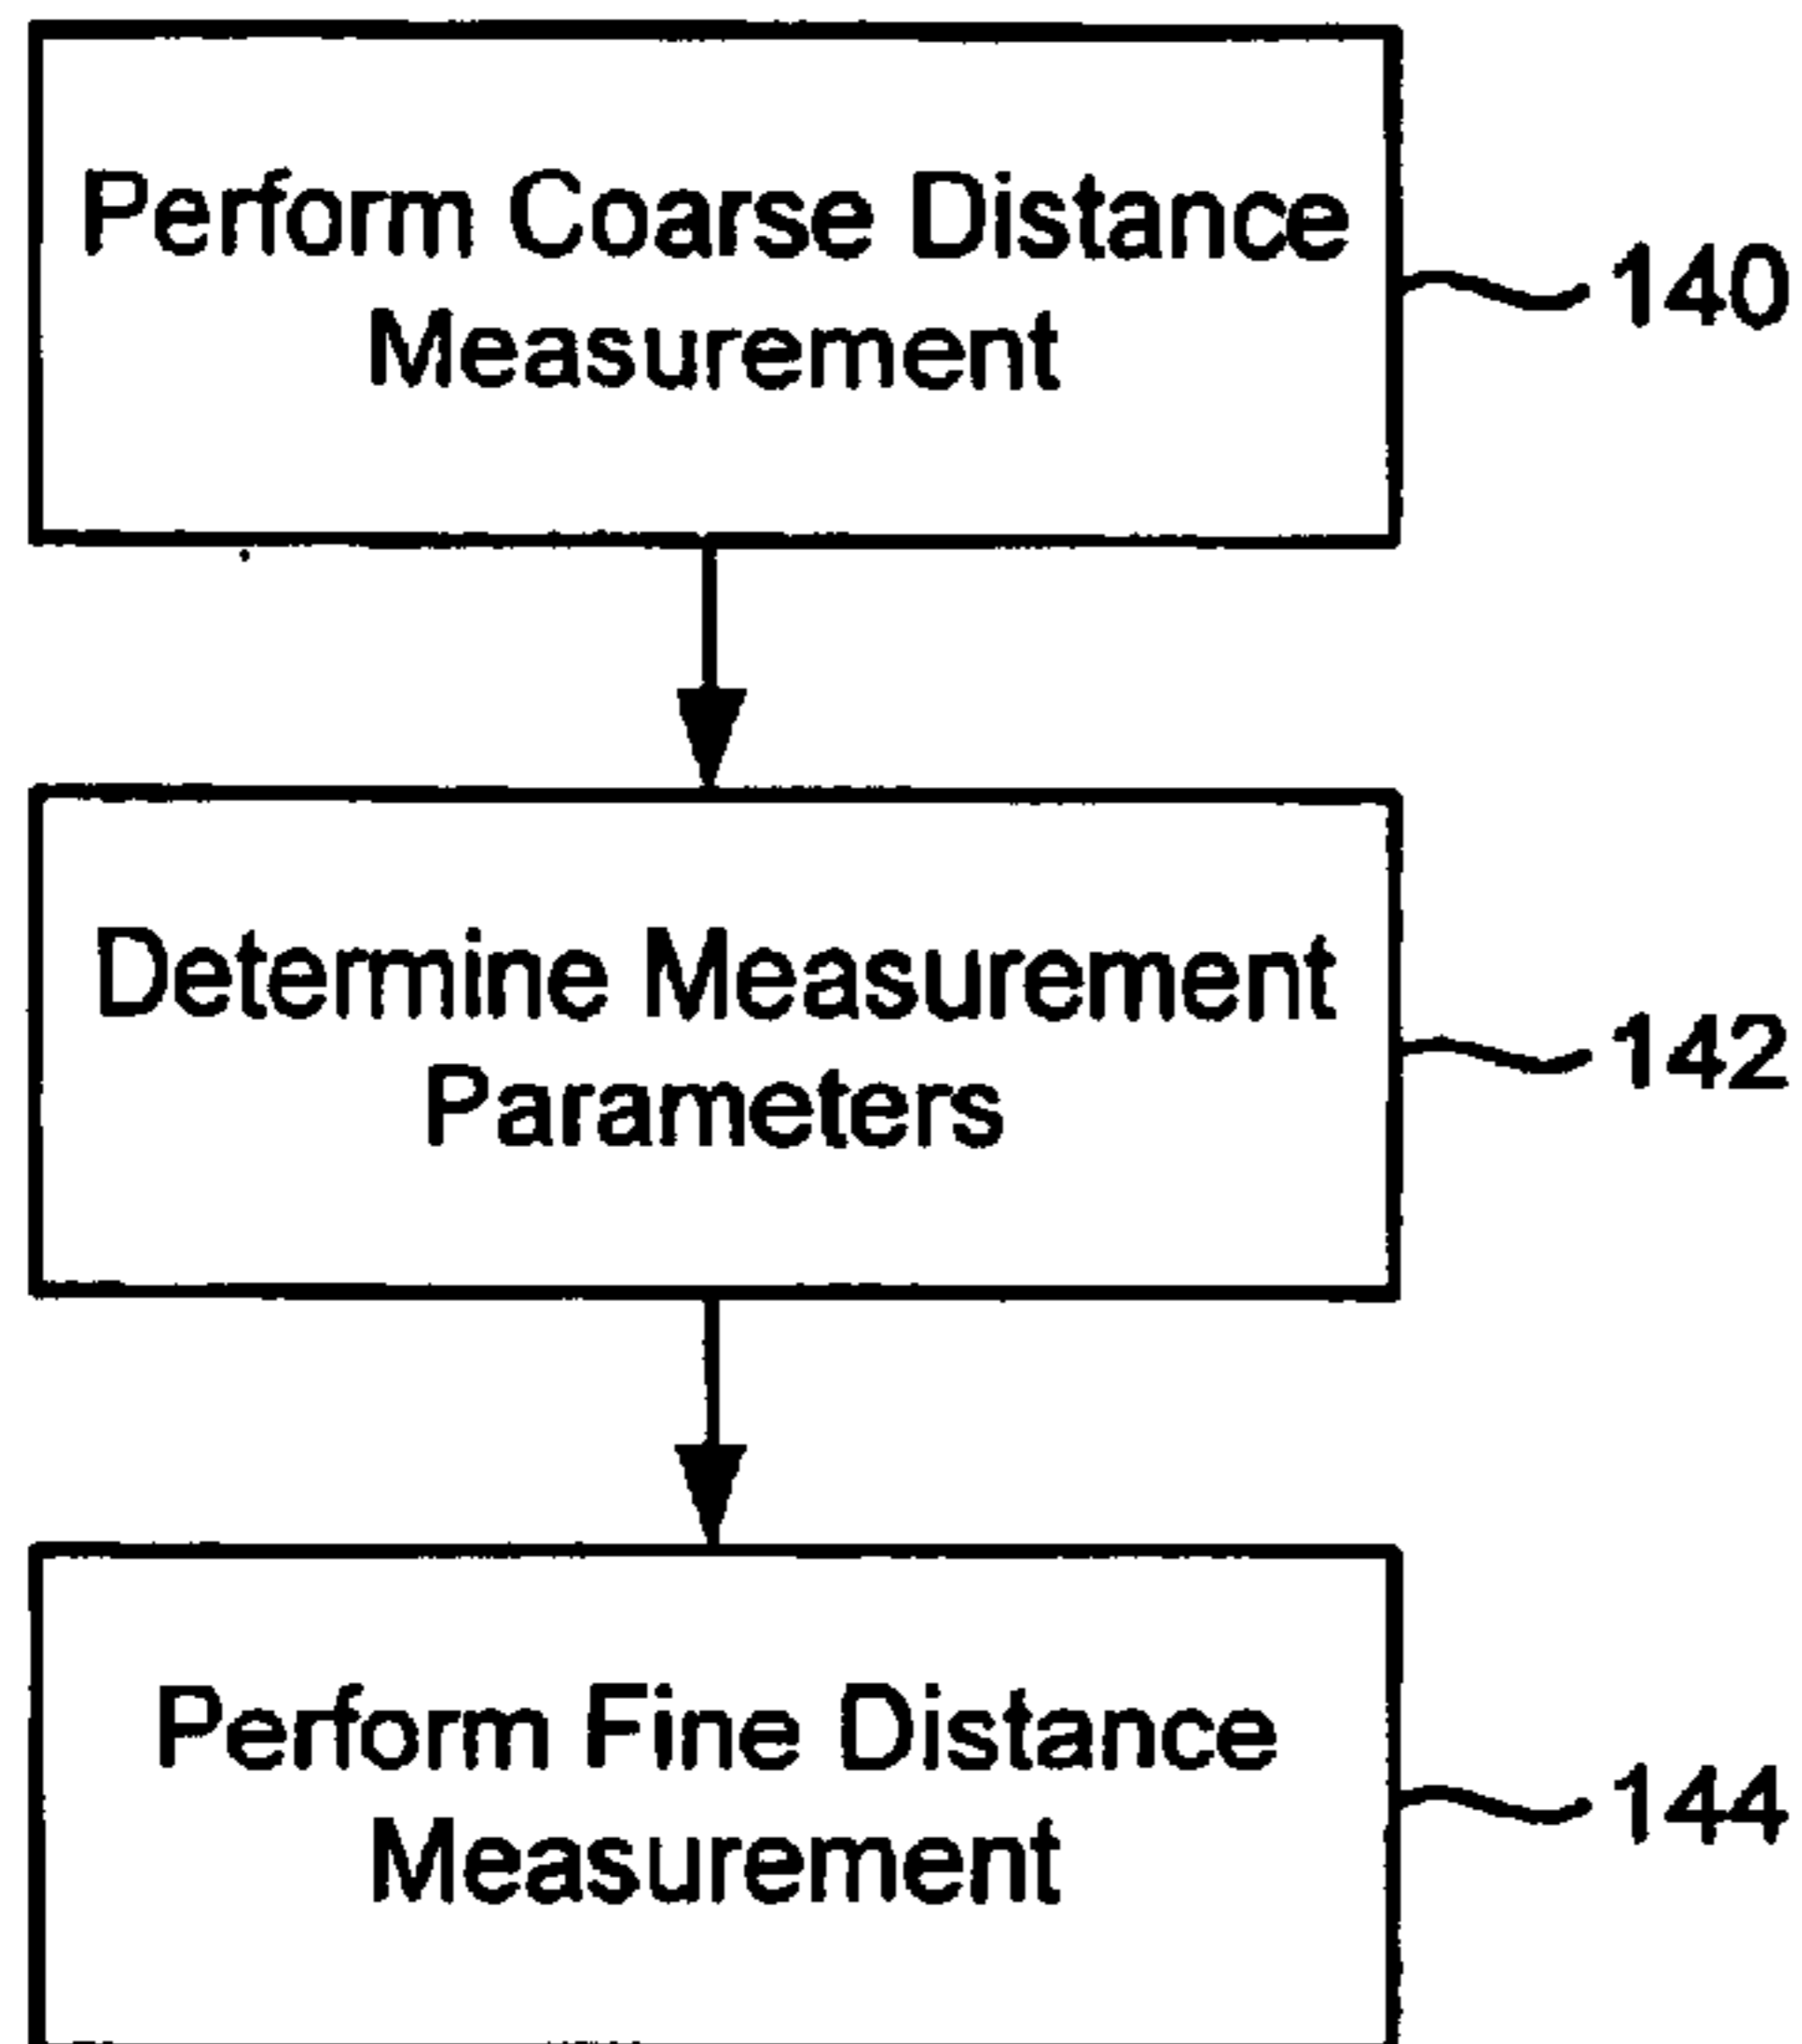 Perform Coarse Distance
Measurement
140
Determine Measurement
Parameters
142
Perform Fine Distance
Measurement
144